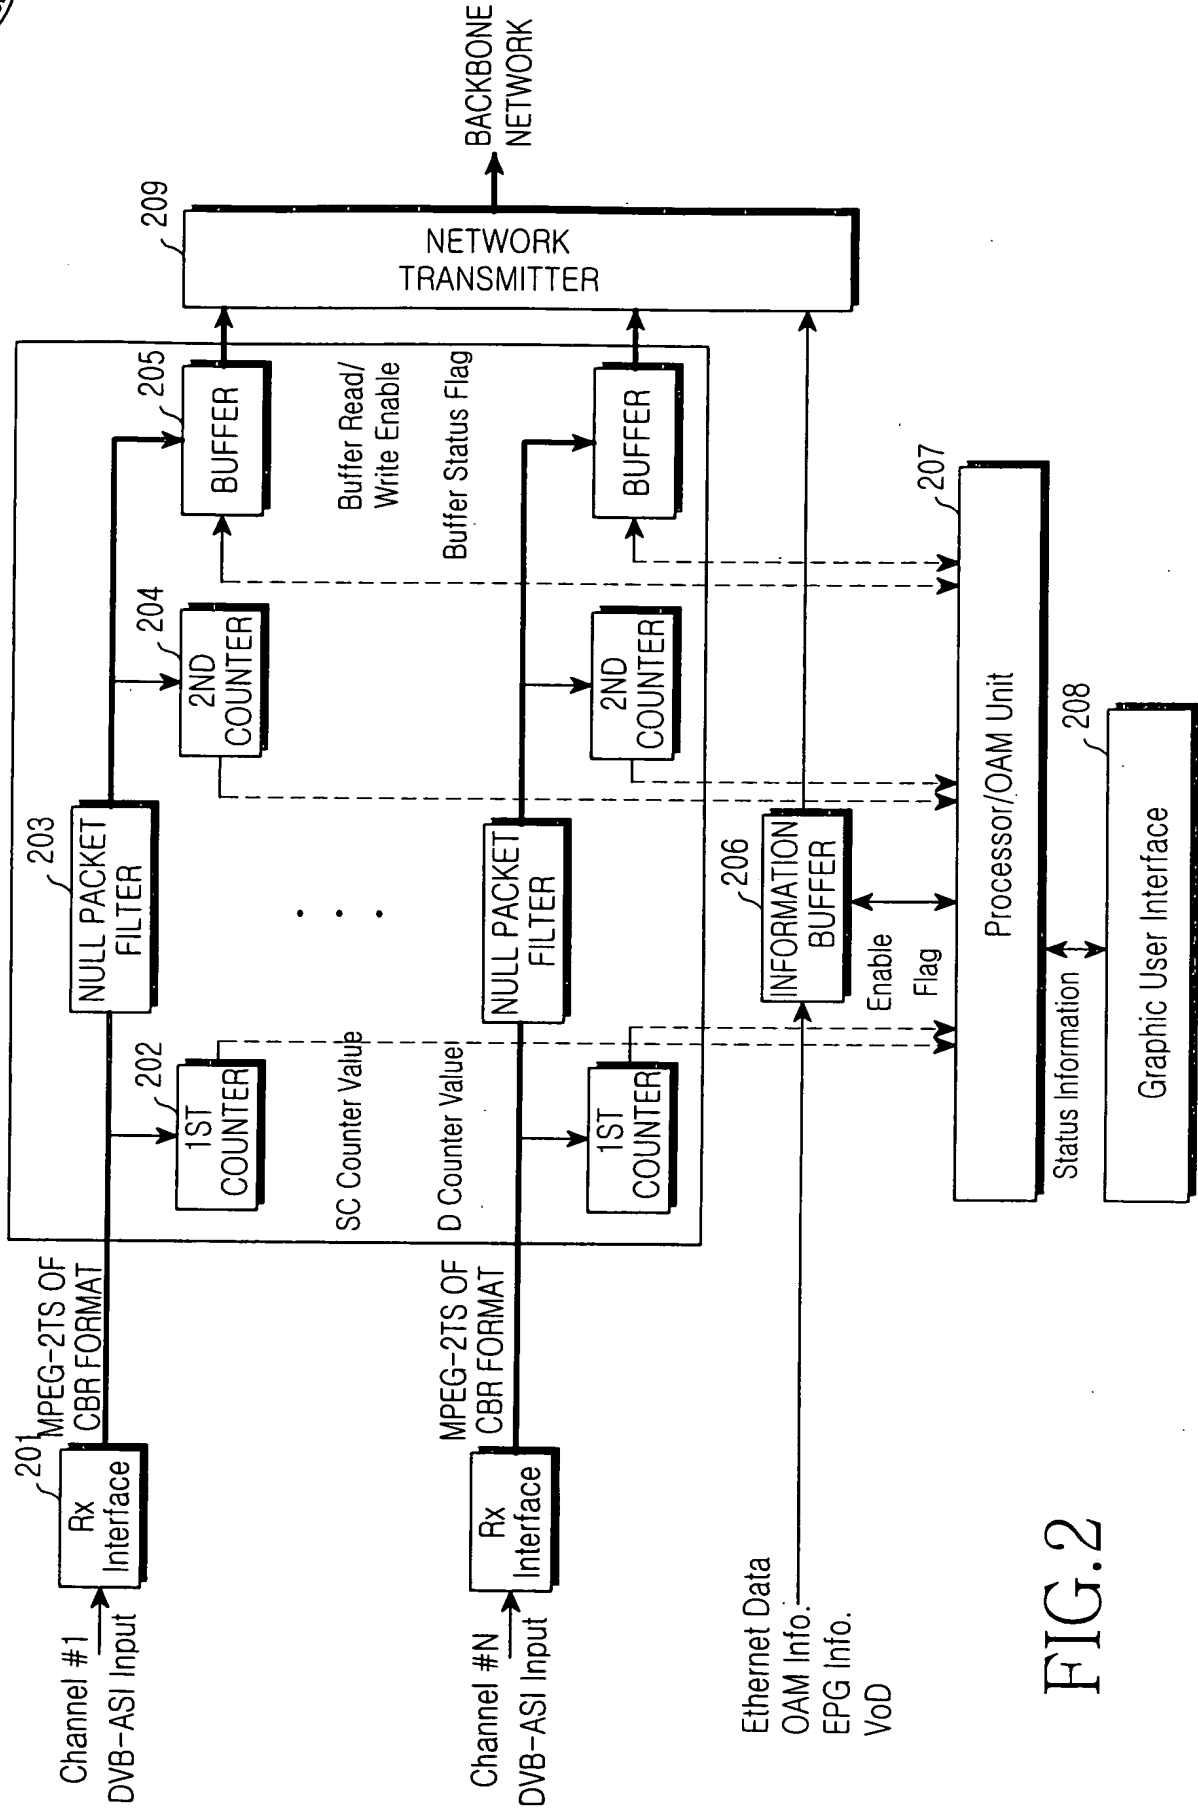 Channel #1
DVB-ASI Input
201
Rx
Interface
MPEG-2TS OF
CBR FORMAT
202
1ST
COUNTER
203
NULL PACKET
FILTER
204
2ND
COUNTER
205
BUFFER
SC Counter Value
D Counter Value
. . .
Buffer Read/
Write Enable
Buffer Status Flag
209
NETWORK
TRANSMITTER
BACKBONE
NETWORK
Channel #N
DVB-ASI Input
Rx
Interface
MPEG-2TS OF
CBR FORMAT
1ST
COUNTER
NULL PACKET
FILTER
2ND
COUNTER
BUFFER
Ethernet Data
OAM Info.
EPG Info.
VoD
206
INFORMATION
BUFFER
Enable
Flag
207
Processor/OAM Unit
Status Information
208
Graphic User Interface
FIG.2